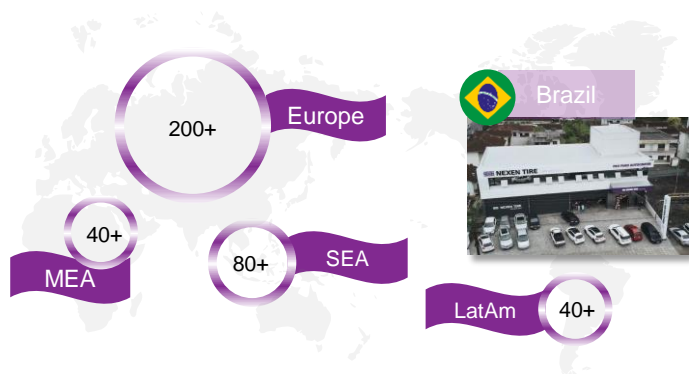 200+
Europe
Brazil
NEXEN TIRE
40+
MEA
80+
SEA
LatAm
40+